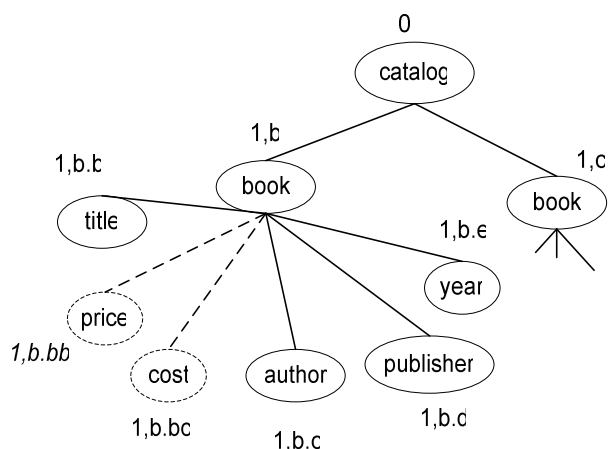 0
catalog
1,b
1,c
1,b.b
book
book
title
1,b.e
year
price
1,b.bb
cost
author
publisher
1,b.bc
1,b.c
1,b.d